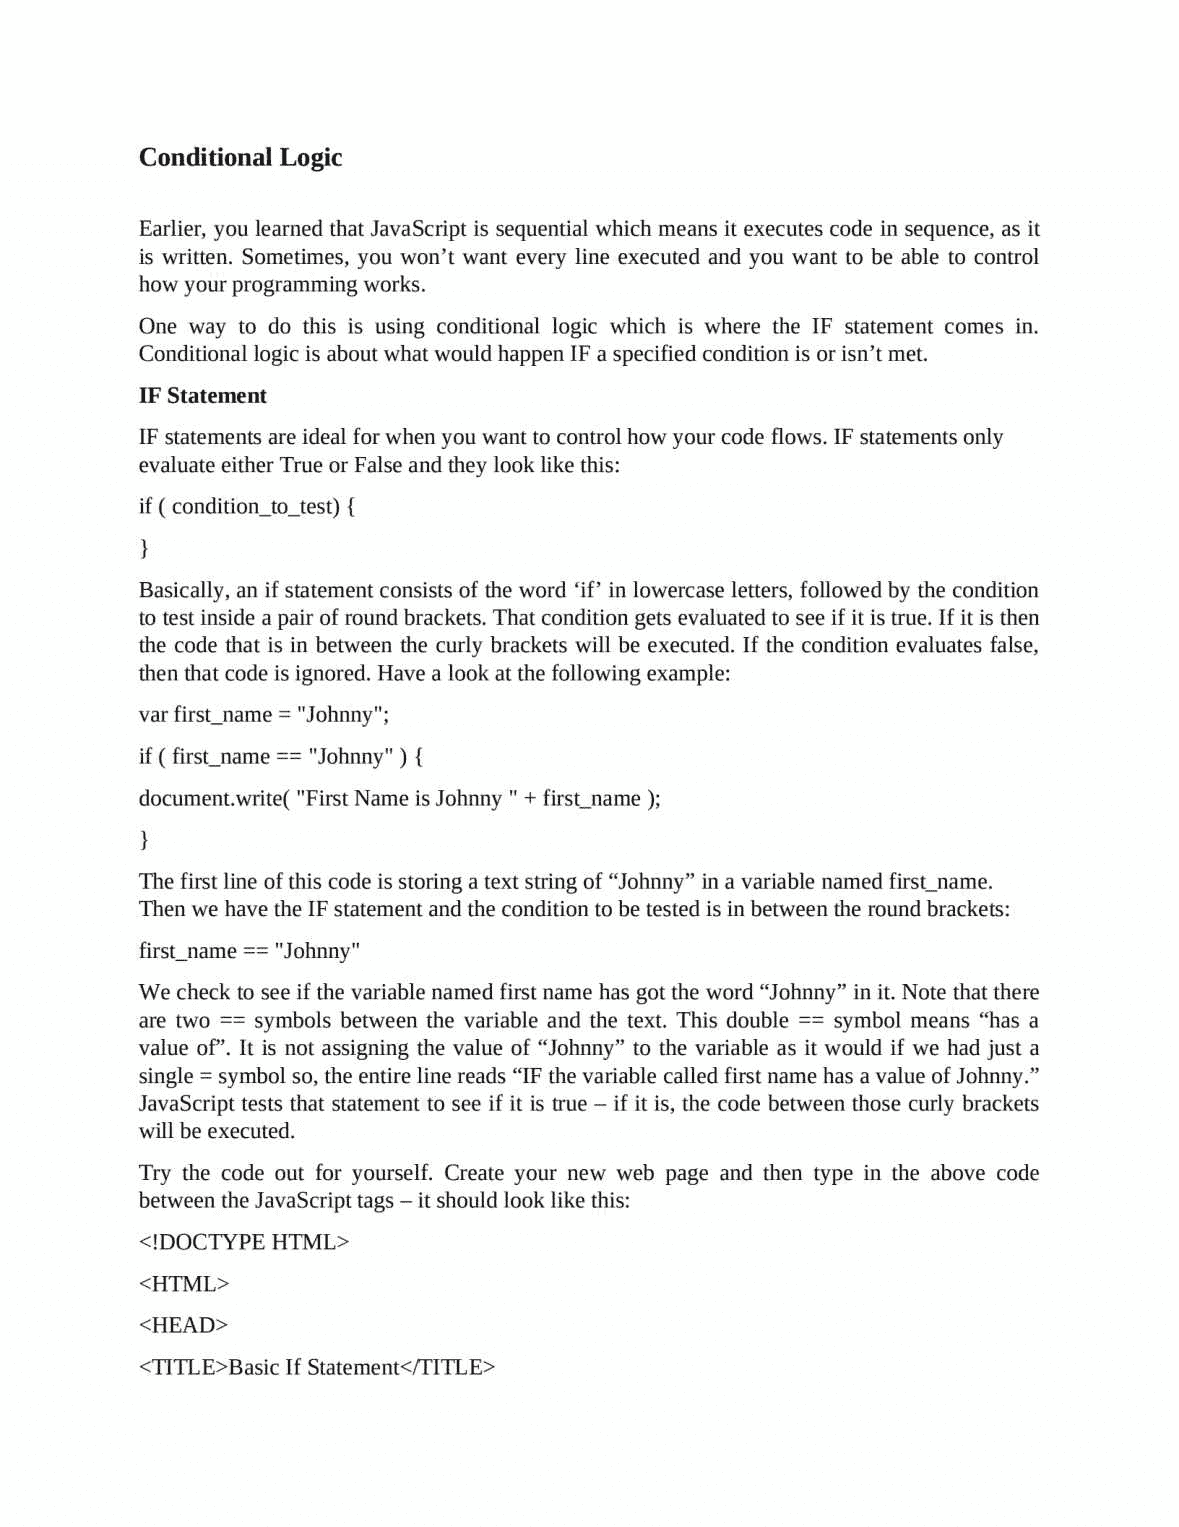 Conditional Logic
Earlier, you learned that JavaScript is sequential which means it executes code in sequence, as it
is written. Sometimes, you won’t want every line executed and you want to be able to control
how your programming works.
One way to do this is using conditional logic which is where the IF statement comes in.
Conditional logic is about what would happen IF a specified condition is or isn’t met.
IF Statement
IF statements are ideal for when you want to control how your code flows. IF statements only
evaluate either True or False and they look like this:
if ( condition_to_test) {
}
Basically, an if statement consists of the word ‘if’ in lowercase letters, followed by the condition
to test inside a pair of round brackets. That condition gets evaluated to see if it is true. If it is then
the code that is in between the curly brackets will be executed. If the condition evaluates false,
then that code is ignored. Have a look at the following example:
var first_name = "Johnny";
if ( first_name == "Johnny" ) {
document.write( "First Name is Johnny " + first_name );
}
The first line of this code is storing a text string of “Johnny” in a variable named first_name.
Then we have the IF statement and the condition to be tested is in between the round brackets:
first_name == "Johnny"
We check to see if the variable named first name has got the word “Johnny” in it. Note that there
are two == symbols between the variable and the text. This double == symbol means “has a
value of”. It is not assigning the value of “Johnny” to the variable as it would if we had just a
single = symbol so, the entire line reads “IF the variable called first name has a value of Johnny.”
JavaScript tests that statement to see if it is true – if it is, the code between those curly brackets
will be executed.
Try the code out for yourself. Create your new web page and then type in the above code
between the JavaScript tags – it should look like this:
<!DOCTYPE HTML>
<HTML>
<HEAD>
<TITLE>Basic If Statement</TITLE>